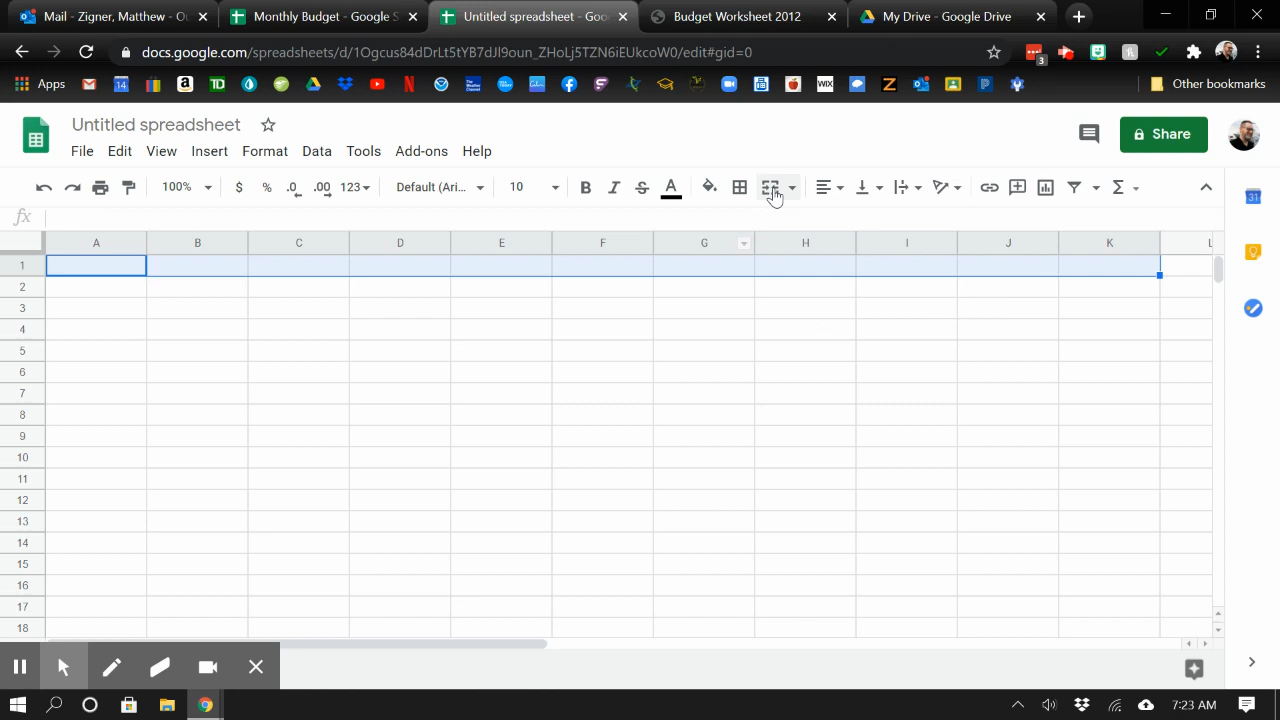 Mail - Zigner, Matthew - O
Monthly Budget - Google S
Untitled spreadsheet - Goo
Budget Worksheet 2012
My Drive - Google Drive
docs.google.com/spreadsheets/d/1Ogcus84dDrLt5tYB7dJl9oun_ZHoLj5TZN6iEUkcoW0/edit#gid=0
3
Apps
Other bookmarks
Untitled spreadsheet
Share
File Edit View Insert Format Data Tools Add-ons Help
100% $ % .0 .00 123 Default (Ari... 10 B I S A Σ
31
fx
A B C D E F G H I J K L
1
2
3
4
5
6
7
8
9
10
11
12
13
14
15
16
17
18
7:23 AM